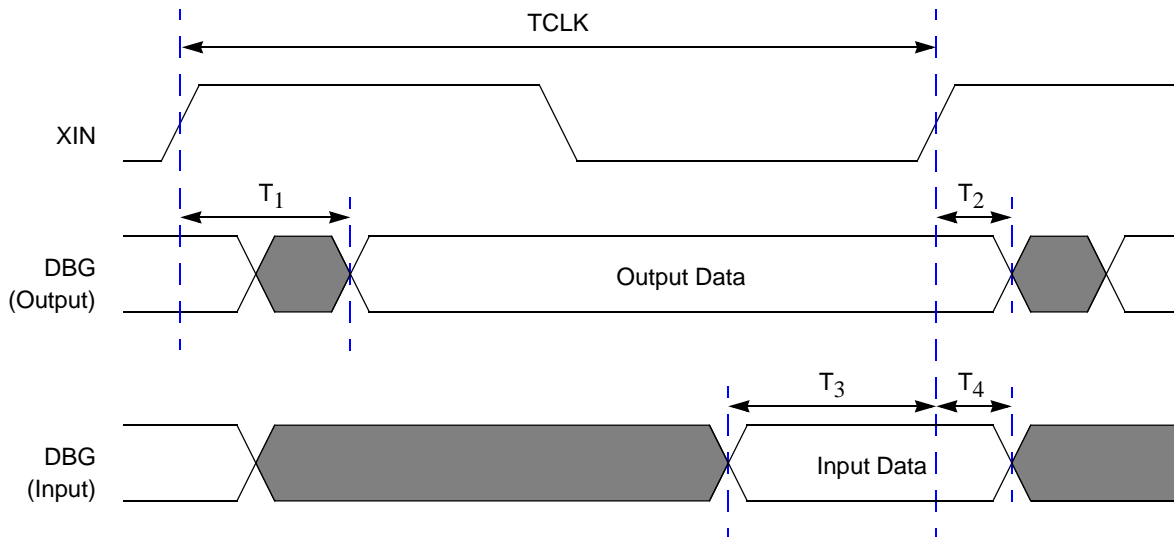 TCLK
XIN
T1
T2
DBG
(Output)
Output Data
T3
T4
DBG
(Input)
Input Data